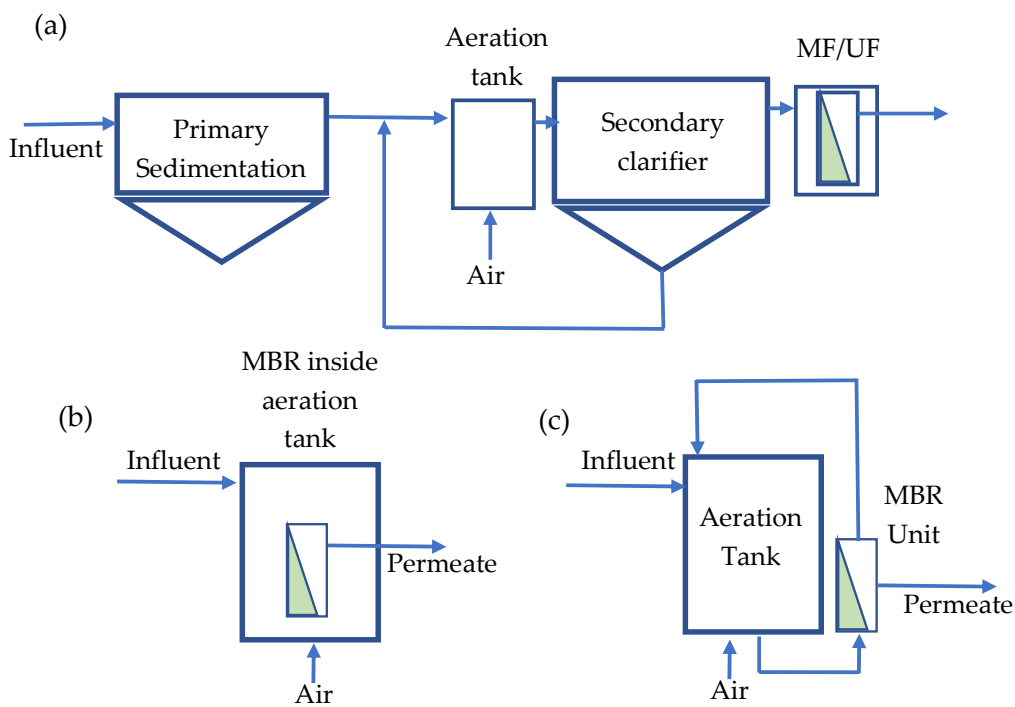 (a)
Influent
Primary
Sedimentation
Aeration
tank
Air
Secondary
clarifier
MF/UF
(b)
MBR inside
aeration
tank
Influent
Permeate
Air
(c)
Influent
Aeration
Tank
Air
MBR
Unit
Permeate